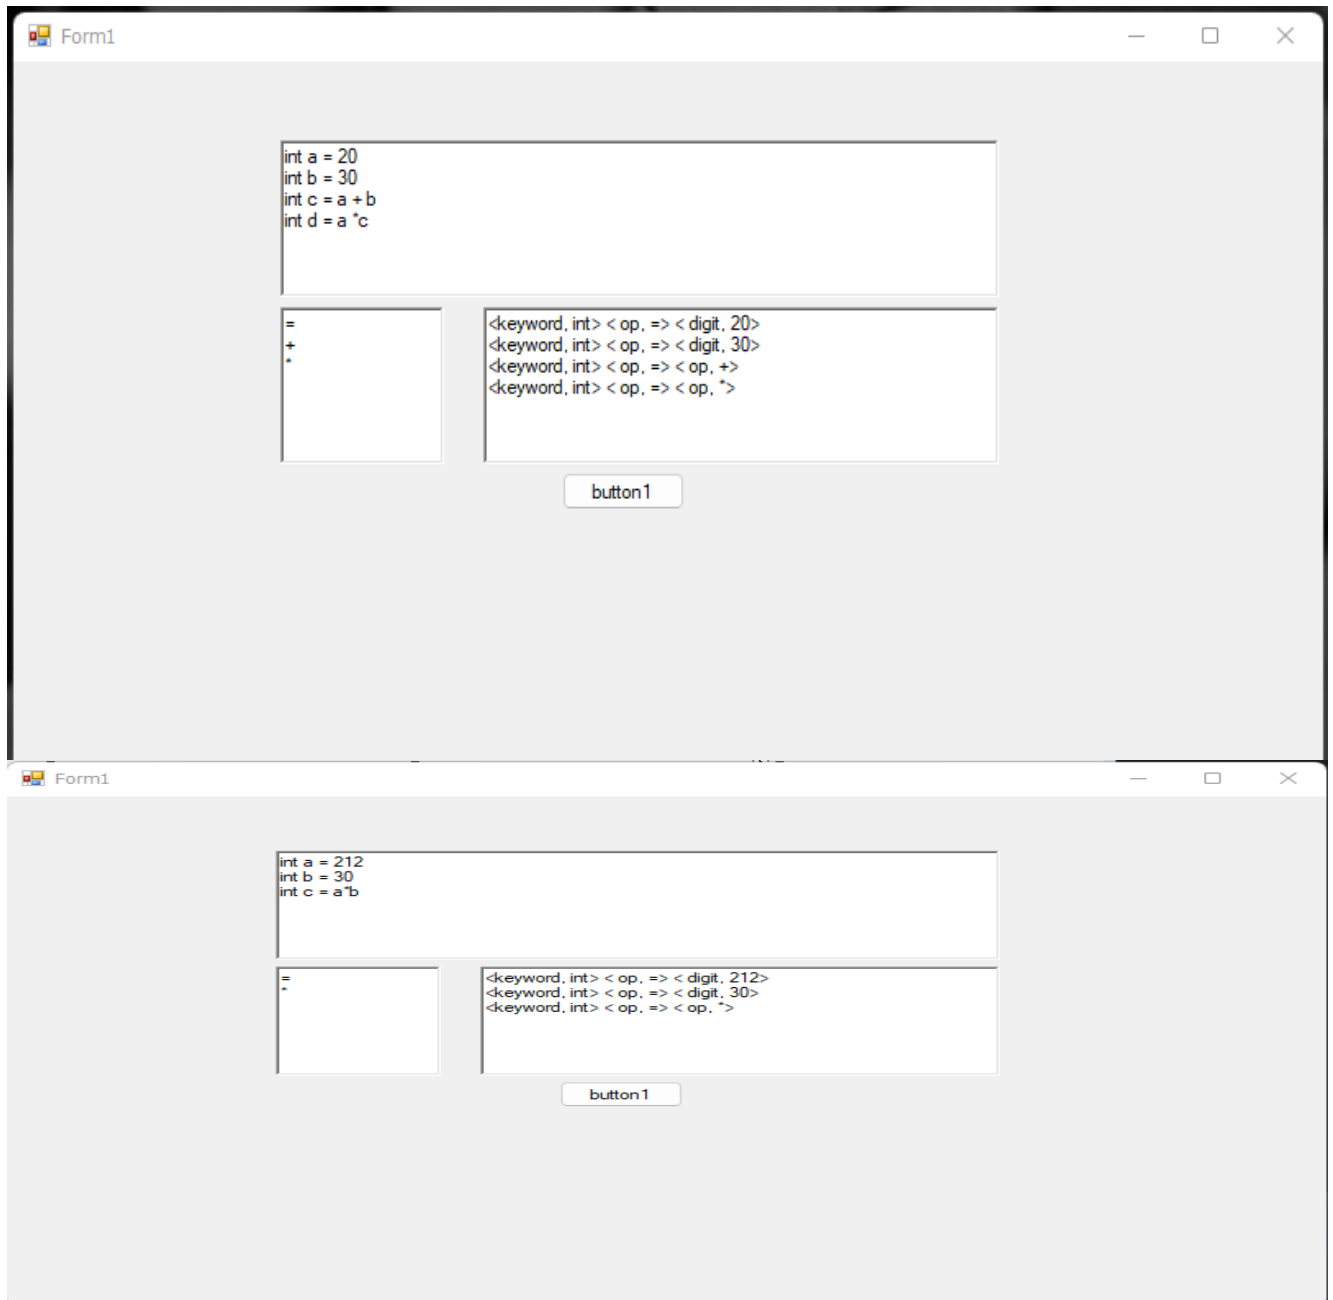 Form1
int a = 20
int b = 30
int c = a + b
int d = a *c
=
+
*
<keyword, int> < op, => < digit, 20>
<keyword, int> < op, => < digit, 30>
<keyword, int> < op, => < op, +>
<keyword, int> < op, => < op, *>
button1
Form1
int a = 212
int b = 30
int c = a*b
=
*
<keyword, int> < op, => < digit, 212>
<keyword, int> < op, => < digit, 30>
<keyword, int> < op, => < op, *>
button1